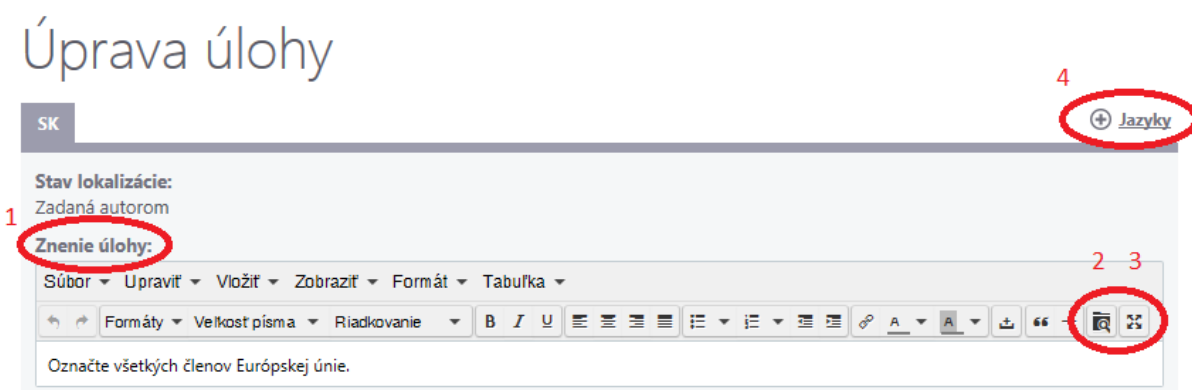 Úprava úlohy
4
SK
Jazyky
Stav lokalizácie:
Zadaná autorom
1
Znenie úlohy:
2 3
Súbor Upraviť Vložiť Zobraziť Formát Tabuľka
Formáty Veľkosť písma Riadkovanie B I U A A
Označte všetkých členov Európskej únie.